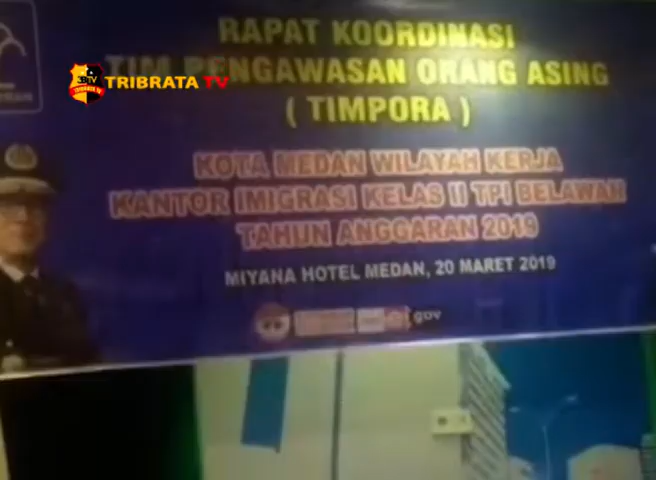 RAPAT KOORDINASI
TIM PENGAWASAN ORANG ASING
TRIBRATA TV
( TIMPORA )
KOTA MEDAN WILAYAH KERJA
KANTOR IMIGRASI KELAS II TPI BELAWAN
TAHUN ANGGARAN 2019
MIYANA HOTEL MEDAN, 20 MARET 2019
gov